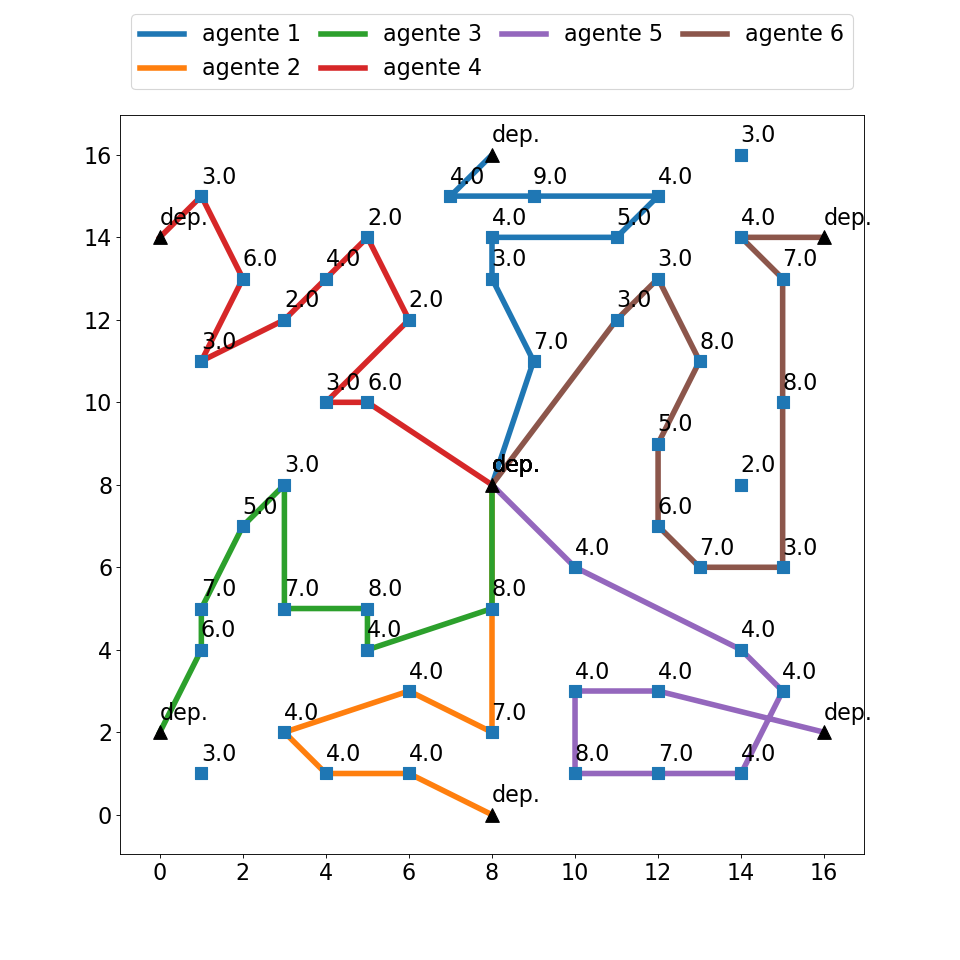 agente 1 agente 3 agente 5 agente 6
agente 2 agente 4
dep. 3.0
16
3.0 4.0 9.0 4.0
dep. 2.0 4.0 5.0 4.0 dep.
14
6.0 4.0 3.0 3.0 7.0
2.0 2.0 3.0
12
3.0 7.0 8.0
3.0 6.0 8.0
10
5.0
3.0 dep. 2.0
8
5.0 6.0
4.0 7.0 3.0
6
7.0 7.0 8.0 8.0
6.0 4.0 4.0
4
4.0 4.0 4.0 4.0
dep. 4.0 7.0 dep.
2
3.0 4.0 4.0 8.0 7.0 4.0
dep.
0
0 2 4 6 8 10 12 14 16